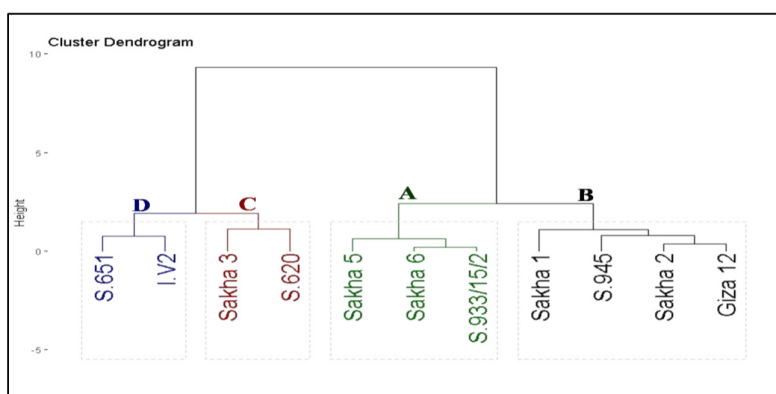 Cluster Dendrogram
10
5
0
-5
Height
D
C
A
B
S.651
I.V2
Sakha 3
S.620
Sakha 5
Sakha 6
S.933/15/2
Sakha 1
S.945
Sakha 2
Giza 12